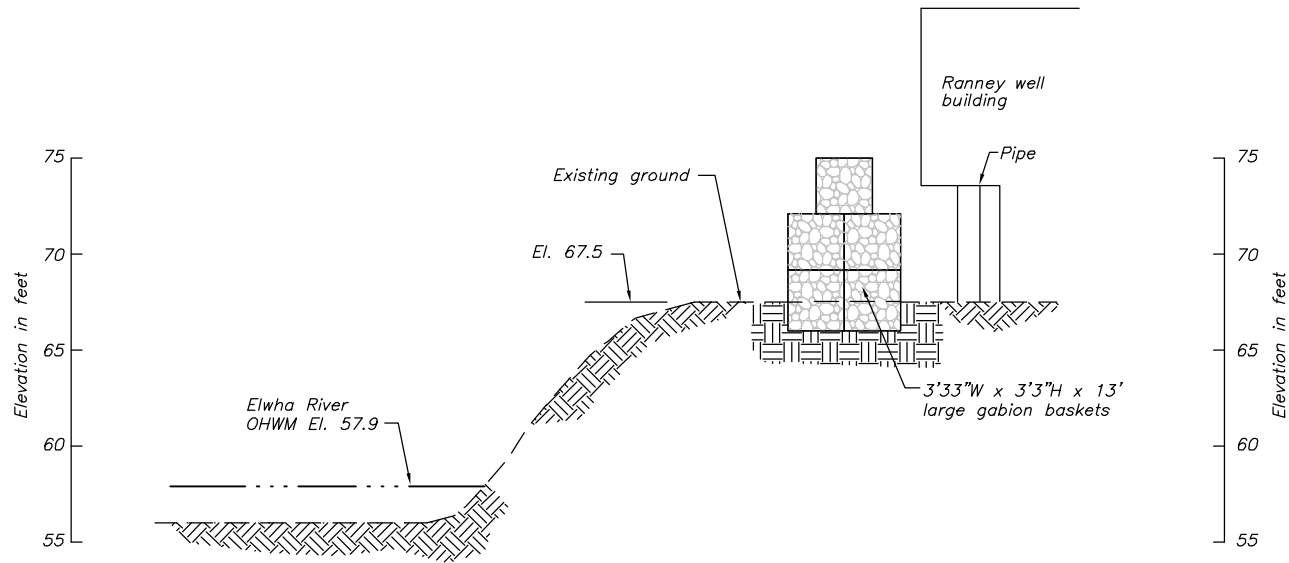 Ranney well
building
75
Existing ground
Pipe
75
70
El. 67.5
70
Elevation in feet
65
65
Elevation in feet
3'33"W x 3'3"H x 13'
large gabion baskets
Elwha River
OHWM El. 57.9
60
60
55
55